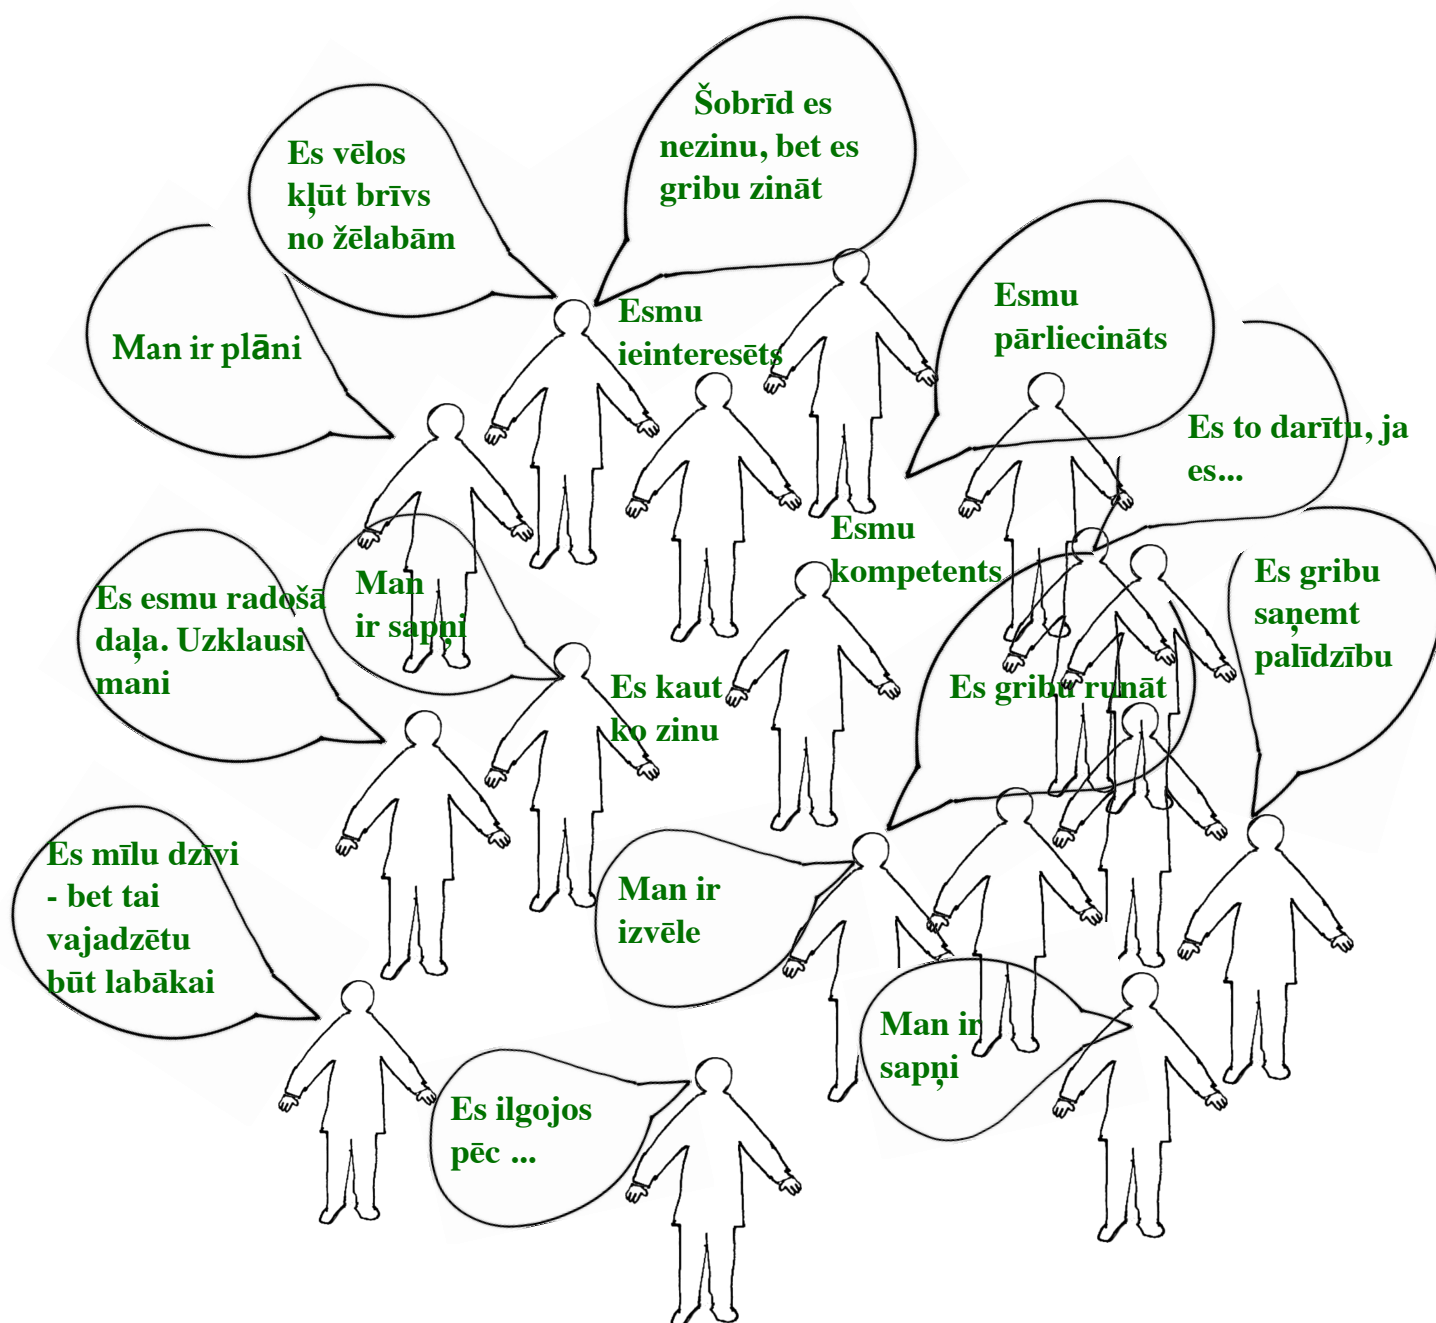 Šobrīd es
nezinu, bet es
gribu zināt
Es vēlos
kļūt brīvs
no žēlabām
Man ir plāni
Esmu
ieinteresēts
Esmu
pārliecināts
Es to darītu, ja
es...
Esmu
kompetents
Es gribu
saņemt
palīdzību
Man
ir sapņi
Es esmu radošā
daļa. Uzklausi
mani
Es kaut
ko zinu
Es gribu runāt
Es mīlu dzīvi
- bet tai
vajadzētu
būt labākai
Man ir
izvēle
Man ir
sapņi
Es ilgojos
pēc ...